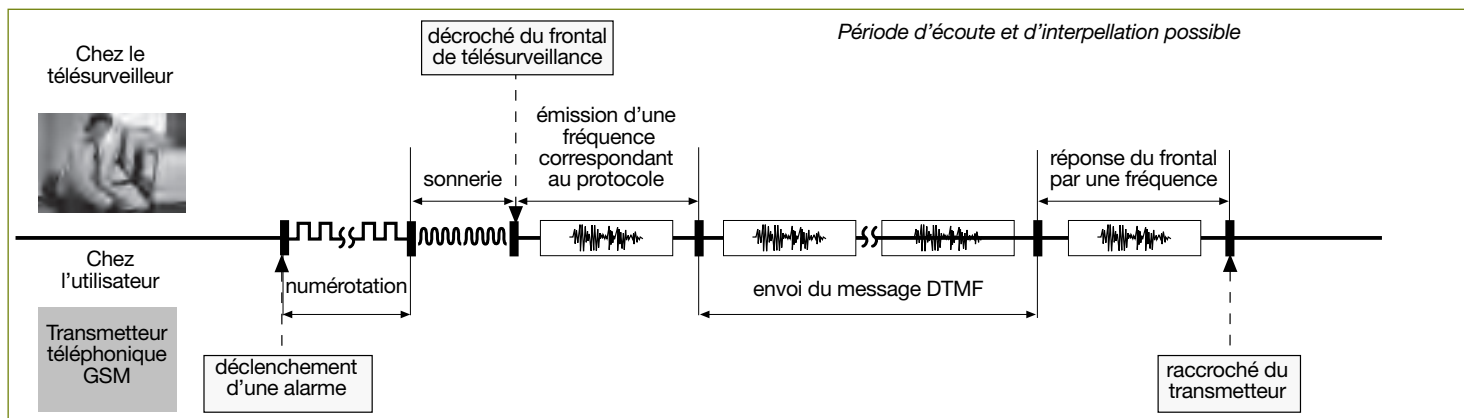 Chez le
télésurveilleur
décroché du frontal
de télésurveillance
Période d’écoute et d’interpellation possible
sonnerie
émission d’une
fréquence
correspondant
au protocole
réponse du frontal
par une fréquence
Chez
l’utilisateur
numérotation
envoi du message DTMF
Transmetteur
téléphonique
GSM
déclenchement
d’une alarme
raccroché du
transmetteur